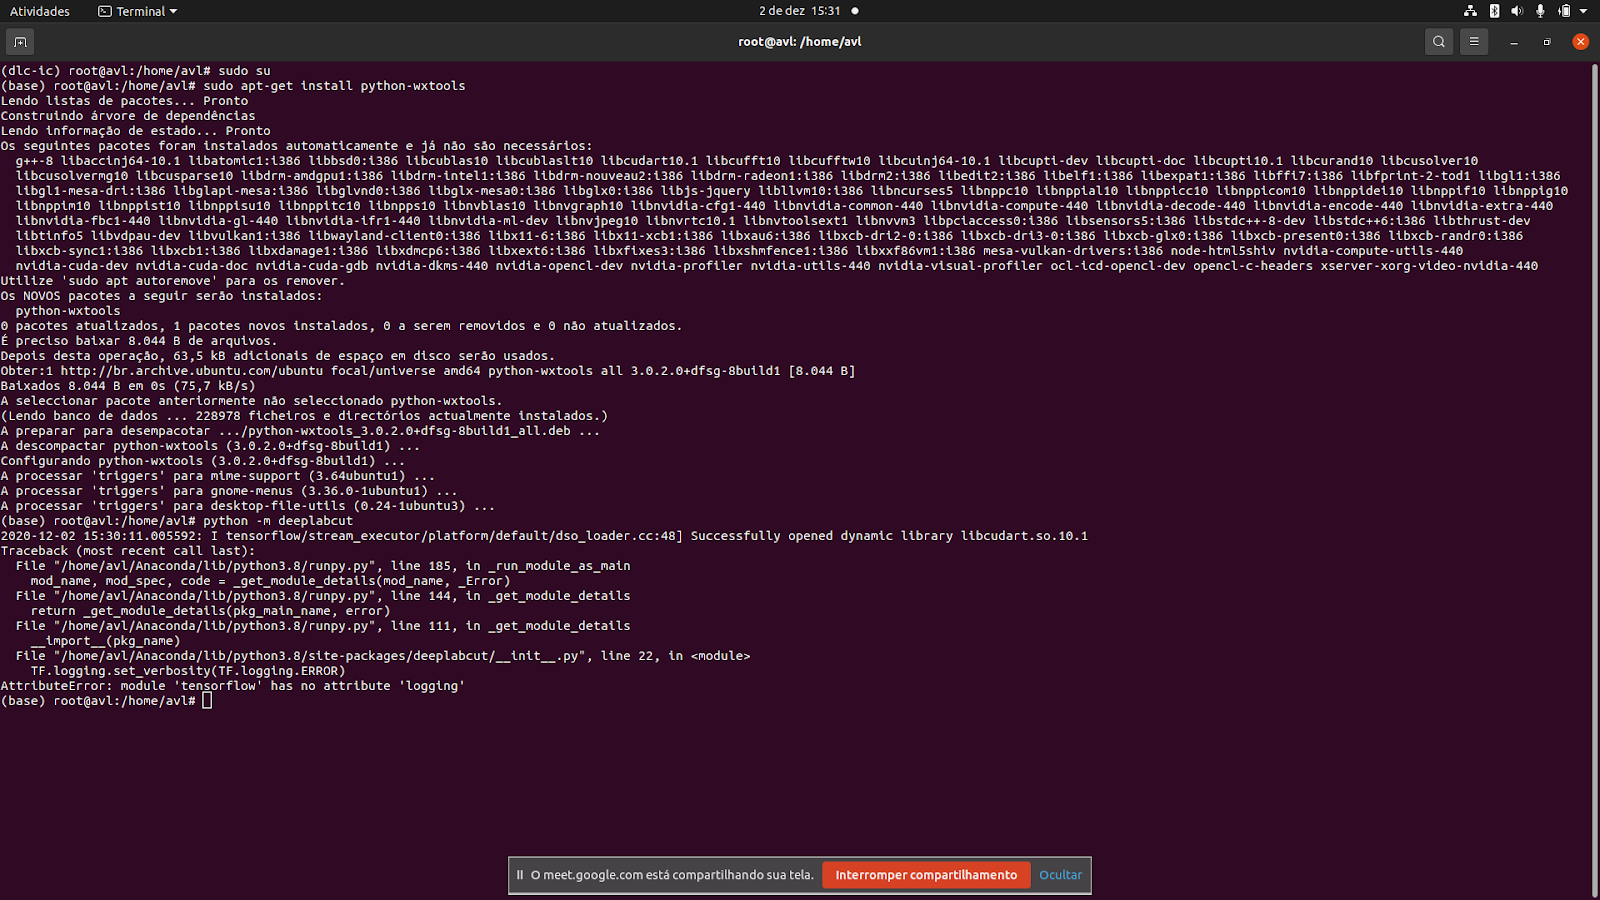 Atividades
Terminal
2 de dez 15:31
root@avl: /home/avl
(dlc-ic) root@avl:/home/avl# sudo su
(base) root@avl:/home/avl# sudo apt-get install python-wxtools
Lendo listas de pacotes... Pronto
Construindo árvore de dependências
Lendo informação de estado... Pronto
Os seguintes pacotes foram instalados automaticamente e já não são necessários:
  g++-8 libaccinj64-10.1 libatomic1:i386 libbsd0:i386 libcublas10 libcublaslt10 libcudart10.1 libcufft10 libcufftw10 libcuinj64-10.1 libcupti-dev libcupti-doc libcupti10.1 libcurand10 libcusolver10
  libcusolvermg10 libcusparse10 libdrm-amdgpu1:i386 libdrm-intel1:i386 libdrm-nouveau2:i386 libdrm-radeon1:i386 libdrm2:i386 libedit2:i386 libelf1:i386 libexpat1:i386 libffi7:i386 libfprint-2-tod1 libgl1:i386
  libgl1-mesa-dri:i386 libglapi-mesa:i386 libglvnd0:i386 libglx-mesa0:i386 libglx0:i386 libjs-jquery libllvm10:i386 libncurses5 libnppc10 libnppial10 libnppicc10 libnppicom10 libnppidei10 libnppif10 libnppig10
  libnppim10 libnppist10 libnppisu10 libnppitc10 libnpps10 libnvblas10 libnvgraph10 libnvidia-cfg1-440 libnvidia-common-440 libnvidia-compute-440 libnvidia-decode-440 libnvidia-encode-440 libnvidia-extra-440
  libnvidia-fbc1-440 libnvidia-gl-440 libnvidia-ifr1-440 libnvidia-ml-dev libnvjpeg10 libnvrtc10.1 libnvtoolsext1 libnvvm3 libpciaccess0:i386 libsensors5:i386 libstdc++-8-dev libstdc++6:i386 libthrust-dev
  libtinfo5 libvdpau-dev libvulkan1:i386 libwayland-client0:i386 libx11-6:i386 libx11-xcb1:i386 libxau6:i386 libxcb-dri2-0:i386 libxcb-dri3-0:i386 libxcb-glx0:i386 libxcb-present0:i386 libxcb-randr0:i386
  libxcb-sync1:i386 libxcb1:i386 libxdamage1:i386 libxdmcp6:i386 libxext6:i386 libxfixes3:i386 libxshmfence1:i386 libxxf86vm1:i386 mesa-vulkan-drivers:i386 node-html5shiv nvidia-compute-utils-440
  nvidia-cuda-dev nvidia-cuda-doc nvidia-cuda-gdb nvidia-dkms-440 nvidia-opencl-dev nvidia-profiler nvidia-utils-440 nvidia-visual-profiler ocl-icd-opencl-dev opencl-c-headers xserver-xorg-video-nvidia-440
Utilize 'sudo apt autoremove' para os remover.
Os NOVOS pacotes a seguir serão instalados:
  python-wxtools
0 pacotes atualizados, 1 pacotes novos instalados, 0 a serem removidos e 0 não atualizados.
É preciso baixar 8.044 B de arquivos.
Depois desta operação, 63,5 kB adicionais de espaço em disco serão usados.
Obter:1 http://br.archive.ubuntu.com/ubuntu focal/universe amd64 python-wxtools all 3.0.2.0+dfsg-8build1 [8.044 B]
Baixados 8.044 B em 0s (75,7 kB/s)
A seleccionar pacote anteriormente não seleccionado python-wxtools.
(Lendo banco de dados ... 228978 ficheiros e directórios actualmente instalados.)
A preparar para desempacotar .../python-wxtools_3.0.2.0+dfsg-8build1_all.deb ...
A descompactar python-wxtools (3.0.2.0+dfsg-8build1) ...
Configurando python-wxtools (3.0.2.0+dfsg-8build1) ...
A processar 'triggers' para mime-support (3.64ubuntu1) ...
A processar 'triggers' para gnome-menus (3.36.0-1ubuntu1) ...
A processar 'triggers' para desktop-file-utils (0.24-1ubuntu3) ...
(base) root@avl:/home/avl# python -m deeplabcut
2020-12-02 15:30:11.005592: I tensorflow/stream_executor/platform/default/dso_loader.cc:48] Successfully opened dynamic library libcudart.so.10.1
Traceback (most recent call last):
  File "/home/avl/Anaconda/lib/python3.8/runpy.py", line 185, in _run_module_as_main
    mod_name, mod_spec, code = _get_module_details(mod_name, _Error)
  File "/home/avl/Anaconda/lib/python3.8/runpy.py", line 144, in _get_module_details
    return _get_module_details(pkg_main_name, error)
  File "/home/avl/Anaconda/lib/python3.8/runpy.py", line 111, in _get_module_details
    __import__(pkg_name)
  File "/home/avl/Anaconda/lib/python3.8/site-packages/deeplabcut/__init__.py", line 22, in <module>
    TF.logging.set_verbosity(TF.logging.ERROR)
AttributeError: module 'tensorflow' has no attribute 'logging'
(base) root@avl:/home/avl#
O meet.google.com está compartilhando sua tela.
Interromper compartilhamento
Ocultar